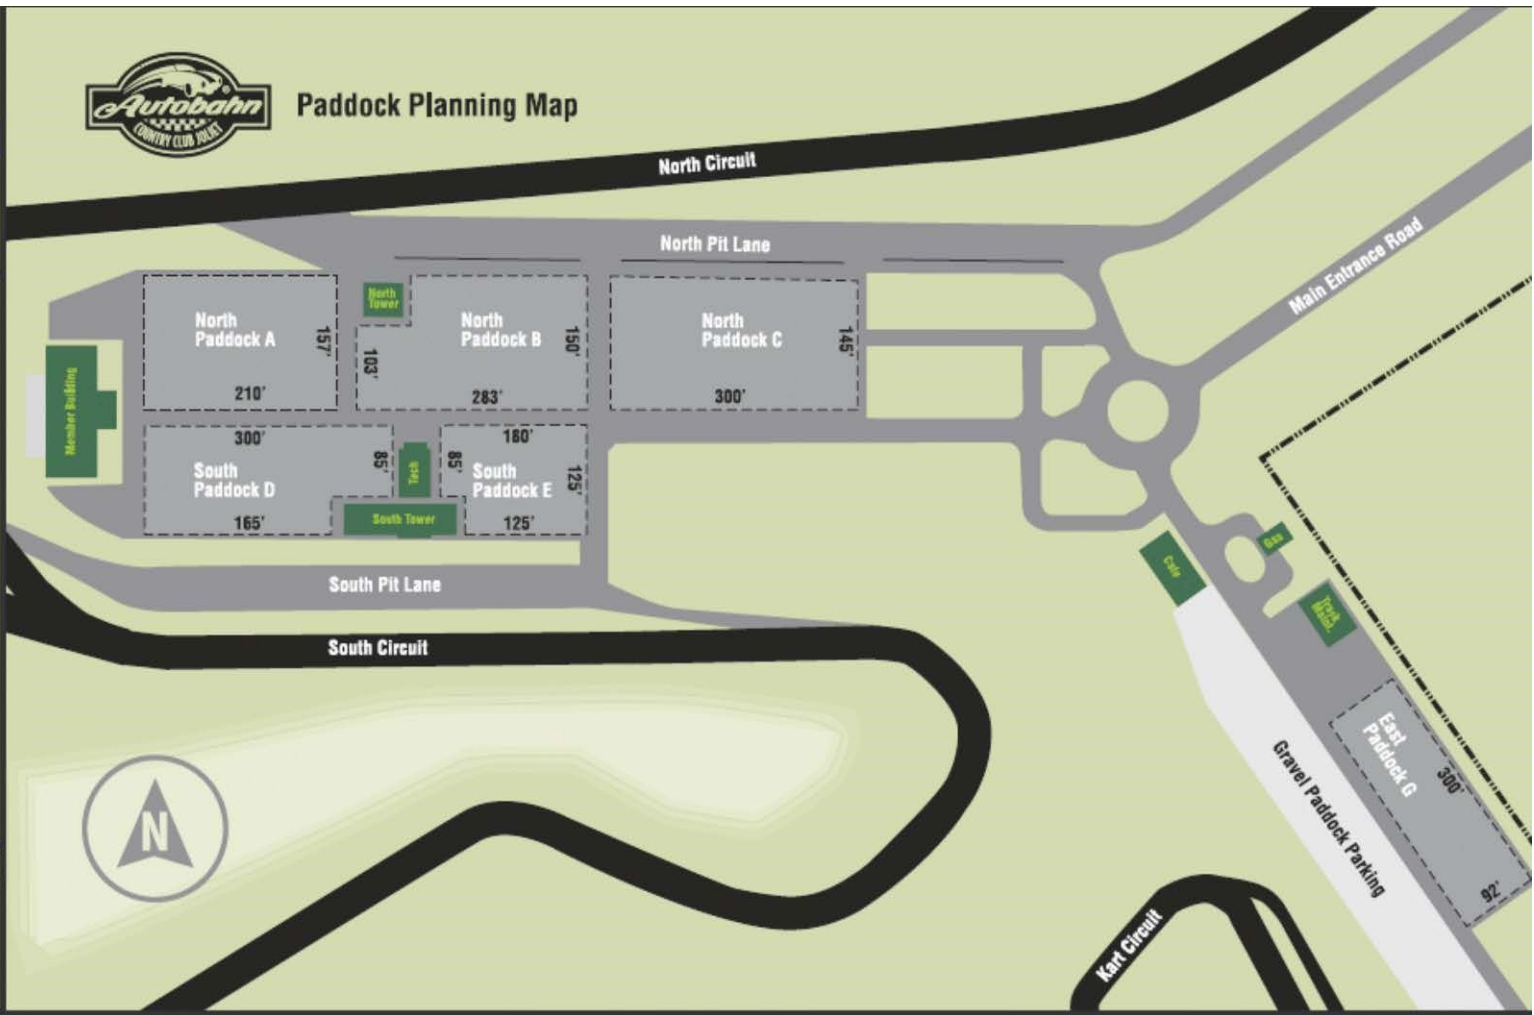 Autobahn
COUNTRY CLUB JOLIET
Paddock Planning Map
North Circuit
North Pit Lane
Main Entrance Road
North
Tower
North
Paddock A
157'
210'
103'
North
Paddock B
150'
283'
North
Paddock C
145'
300'
Member Building
300'
85'
South
Paddock D
165'
Tech
South Tower
180'
85'
South
Paddock E
125'
125'
South Pit Lane
South Circuit
Gas
Cafe
Track
Maint.
East
Paddock G
300'
92'
Gravel Paddock Parking
Kart Circuit
N